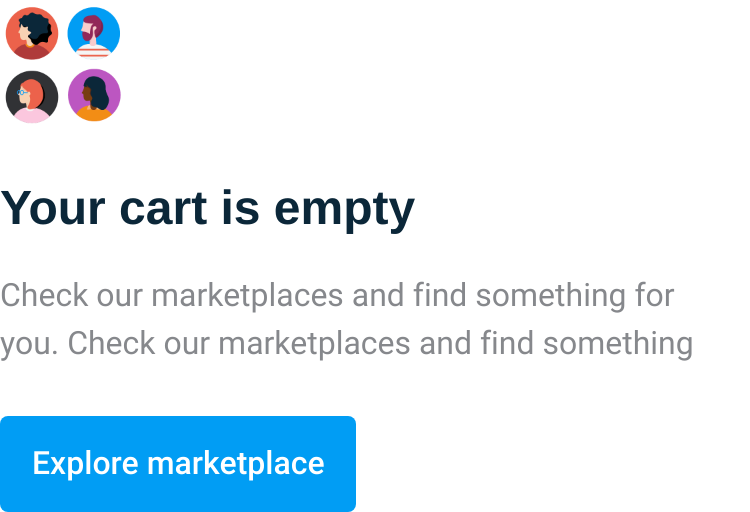 Your cart is empty
Check our marketplaces and find something for
you. Check our marketplaces and find something
Explore marketplace